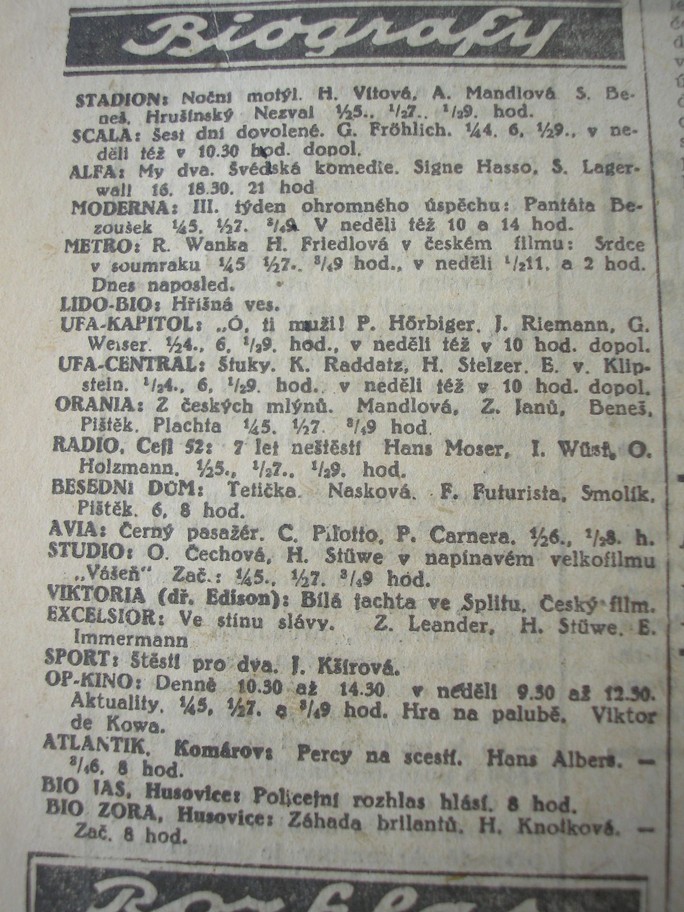 Biografy
STADION: Noční motýl. H. Vítová, A. Mandlová S. Be-
neš, Hrušínský Nezval ½5., ½7., ½9. hod.
SCALA: Šest dní dovolené. G. Fröhlich. ¼4, 6, ½9., v ne-
děli též v 10.30 hod. dopol.
ALFA: My dva. Švédská komedie. Signe Hasso, S. Lager-
wall 16, 18.30, 21 hod
MODERNA: III. týden ohromného úspěchu: Pantáta Be-
zoušek ¼5, ½7. ¾9. V neděli též 10 a 14 hod.
METRO: R. Wanka H. Friedlová v českém filmu: Srdce
v soumraku ¼5 ½7., ¾9 hod., v neděli ½11. a 2 hod.
Dnes naposled.
LIDO-BIO: Hříšná ves.
UFA-KAPITOL: „Ó, ti muži! P. Hörbiger, J. Riemann, G.
Weiser. ½4., 6, ½9. hod., v neděli též v 10 hod. dopol.
UFA-CENTRAL: Štuky. K. Raddatz, H. Stelzer. E. v. Klip-
stein. ½4., 6, ½9. hod., v neděli též v 10 hod. dopol.
ORANIA: Z českých mlýnů. Mandlová, Z. Janů, Beneš,
Pištěk, Plachta ¼5, ½7 ¾9 hod.
RADIO, Cejl 52: 7 let neštěstí Hans Moser, I. Wüst, O.
Holzmann. ½5., ½7., ½9. hod.
BESEDNÍ DŮM: Tetička. Nasková, F. Futurista, Smolík,
Pištěk. 6, 8 hod.
AVIA: Černý pasažér. C. Pilotto, P. Carnera. ½6., ½8. h.
STUDIO: O. Čechová, H. Stüwe v napínavém velkofilmu
„Vášeň“ Zač.: ¼5., ½7. ¾9 hod.
VIKTORIA (dř. Edison): Bílá jachta ve Splitu. Český film.
EXCELSIOR: Ve stínu slávy. Z. Leander, H. Stüwe, E.
Immermann
SPORT: Štěstí pro dva. J. Kšírová.
OP-KINO: Denně 10.30 až 14.30 v neděli 9.30 až 12.30.
Aktuality. ¼5, ½7. a ¾9 hod. Hra na palubě. Viktor
de Kowa.
ATLANTIK, Komárov: Percy na scestí. Hans Albers. —
¾6, 8 hod.
BIO JAS, Husovice: Policejní rozhlas hlásí. 8 hod.
BIO ZORA, Husovice: Záhada brilantů. H. Knotková. —
Zač. 8 hod.
Rozhlas